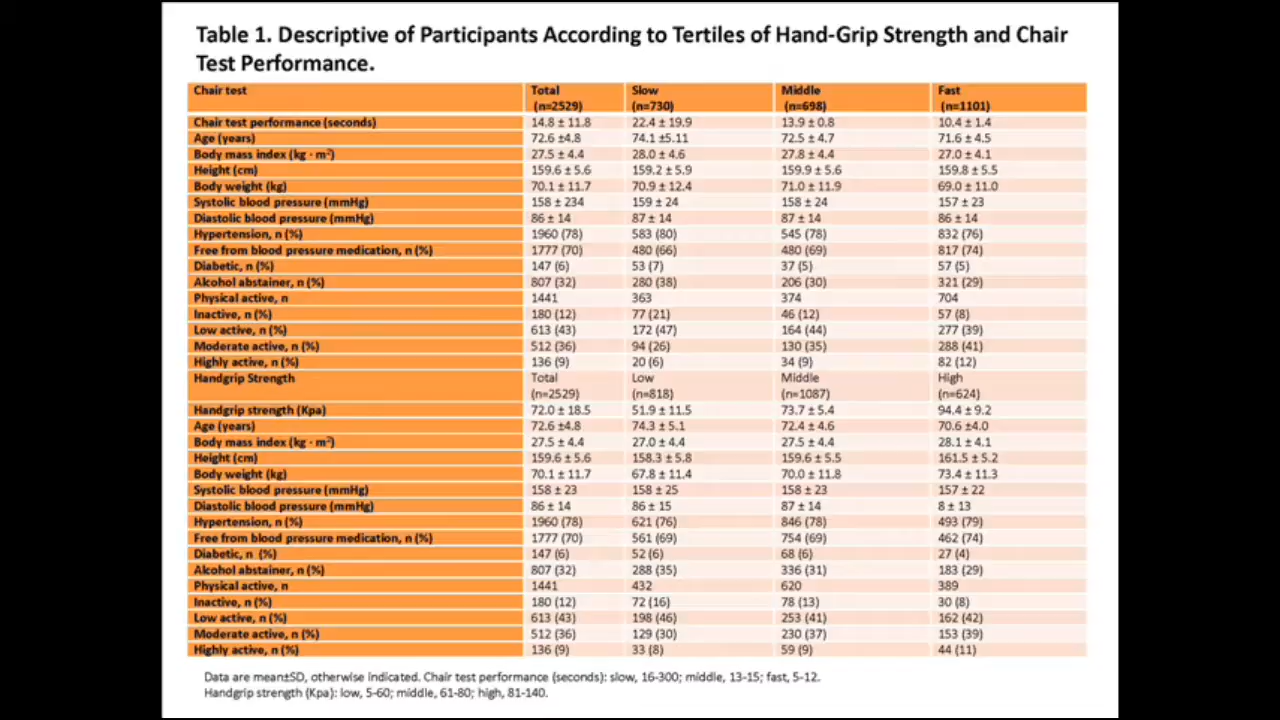 Table 1. Descriptive of Participants According to Tertiles of Hand-Grip Strength and Chair
Test Performance.
Chair test Total Slow Middle Fast
(n=2529) (n=730) (n=698) (n=1101)
Chair test performance (seconds) 14.8 ± 11.8 22.4 ± 19.9 13.9 ± 0.8 10.4 ± 1.4
Age (years) 72.6 ±4.8 74.1 ±5.11 72.5 ± 4.7 71.6 ± 4.5
Body mass index (kg · m²) 27.5 ± 4.4 28.0 ± 4.6 27.8 ± 4.4 27.0 ± 4.1
Height (cm) 159.6 ± 5.6 159.2 ± 5.9 159.9 ± 5.6 159.8 ± 5.5
Body weight (kg) 70.1 ± 11.7 70.9 ± 12.4 71.0 ± 11.9 69.0 ± 11.0
Systolic blood pressure (mmHg) 158 ± 234 159 ± 24 158 ± 24 157 ± 23
Diastolic blood pressure (mmHg) 86 ± 14 87 ± 14 87 ± 14 86 ± 14
Hypertension, n (%) 1960 (78) 583 (80) 545 (78) 832 (76)
Free from blood pressure medication, n (%) 1777 (70) 480 (66) 480 (69) 817 (74)
Diabetic, n (%) 147 (6) 53 (7) 37 (5) 57 (5)
Alcohol abstainer, n (%) 807 (32) 280 (38) 206 (30) 321 (29)
Physical active, n 1441 363 374 704
Inactive, n (%) 180 (12) 77 (21) 46 (12) 57 (8)
Low active, n (%) 613 (43) 172 (47) 164 (44) 277 (39)
Moderate active, n (%) 512 (36) 94 (26) 130 (35) 288 (41)
Highly active, n (%) 136 (9) 20 (6) 34 (9) 82 (12)
Handgrip Strength Total Low Middle High
(n=2529) (n=818) (n=1087) (n=624)
Handgrip strength (Kpa) 72.0 ± 18.5 51.9 ± 11.5 73.7 ± 5.4 94.4 ± 9.2
Age (years) 72.6 ±4.8 74.3 ± 5.1 72.4 ± 4.6 70.6 ±4.0
Body mass index (kg · m²) 27.5 ± 4.4 27.0 ± 4.4 27.5 ± 4.4 28.1 ± 4.1
Height (cm) 159.6 ± 5.6 158.3 ± 5.8 159.6 ± 5.5 161.5 ± 5.2
Body weight (kg) 70.1 ± 11.7 67.8 ± 11.4 70.0 ± 11.8 73.4 ± 11.3
Systolic blood pressure (mmHg) 158 ± 23 158 ± 25 158 ± 23 157 ± 22
Diastolic blood pressure (mmHg) 86 ± 14 86 ± 15 87 ± 14 8 ± 13
Hypertension, n (%) 1960 (78) 621 (76) 846 (78) 493 (79)
Free from blood pressure medication, n (%) 1777 (70) 561 (69) 754 (69) 462 (74)
Diabetic, n (%) 147 (6) 52 (6) 68 (6) 27 (4)
Alcohol abstainer, n (%) 807 (32) 288 (35) 336 (31) 183 (29)
Physical active, n 1441 432 620 389
Inactive, n (%) 180 (12) 72 (16) 78 (13) 30 (8)
Low active, n (%) 613 (43) 198 (46) 253 (41) 162 (42)
Moderate active, n (%) 512 (36) 129 (30) 230 (37) 153 (39)
Highly active, n (%) 136 (9) 33 (8) 59 (9) 44 (11)
Data are mean±SD, otherwise indicated. Chair test performance (seconds): slow, 16-300; middle, 13-15; fast, 5-12.
Handgrip strength (Kpa): low, 5-60; middle, 61-80; high, 81-140.